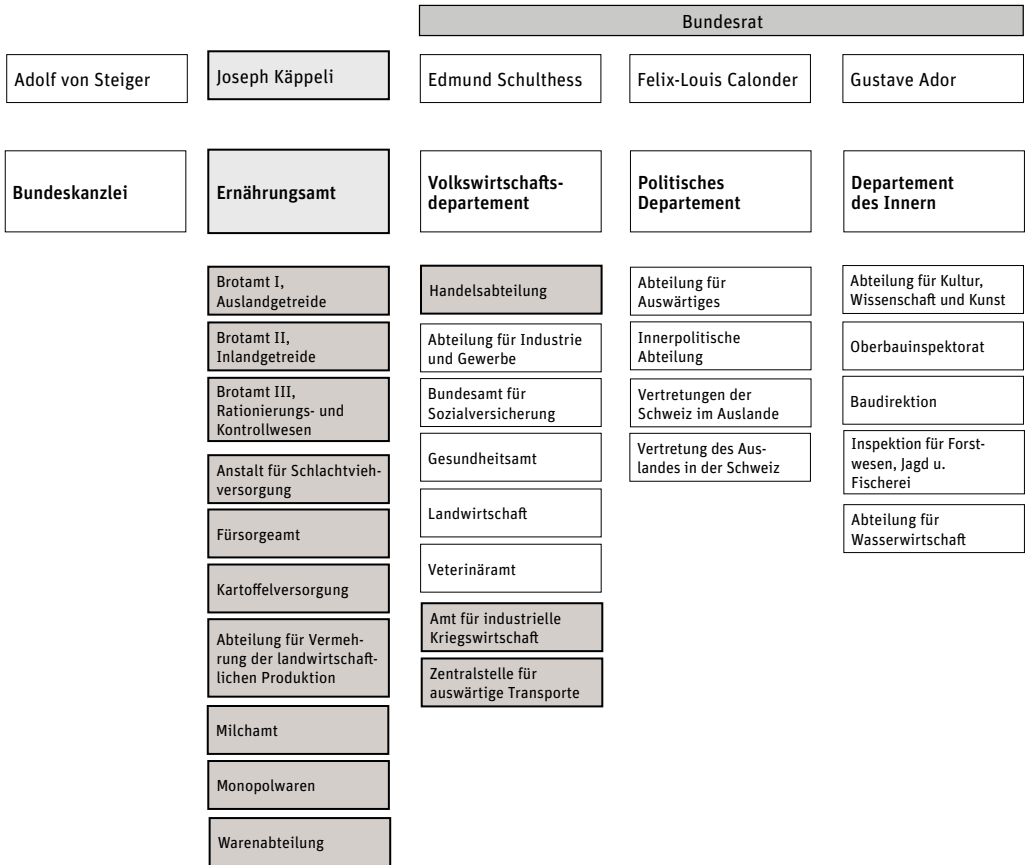 Bundesrat
Adolf von Steiger
Joseph Käppeli
Edmund Schulthess
Felix-Louis Calonder
Gustave Ador
Bundeskanzlei
Ernährungsamt
Volkswirtschafts-
departement
Politisches
Departement
Departement
des Innern
Brotamt I,
Auslandgetreide
Brotamt II,
Inlandgetreide
Brotamt III,
Rationierungs- und
Kontrollwesen
Anstalt für Schlachtvieh-
versorgung
Fürsorgeamt
Kartoffelversorgung
Abteilung für Vermeh-
rung der landwirtschaft-
lichen Produktion
Milchamt
Monopolwaren
Warenabteilung
Handelsabteilung
Abteilung für Industrie
und Gewerbe
Bundesamt für
Sozialversicherung
Gesundheitsamt
Landwirtschaft
Veterinäramt
Amt für industrielle
Kriegswirtschaft
Zentralstelle für
auswärtige Transporte
Abteilung für
Auswärtiges
Innerpolitische
Abteilung
Vertretungen der
Schweiz im Auslande
Vertretung des Aus-
landes in der Schweiz
Abteilung für Kultur,
Wissenschaft und Kunst
Oberbauinspektorat
Baudirektion
Inspektion für Forst-
wesen, Jagd u.
Fischerei
Abteilung für
Wasserwirtschaft